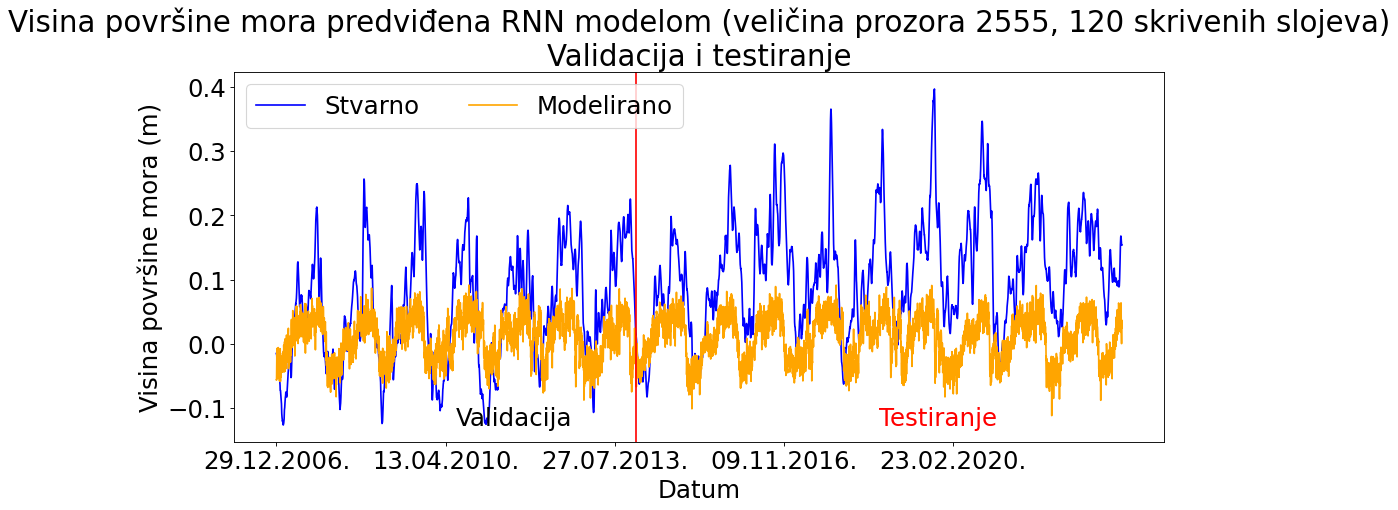 Visina površine mora predviđena RNN modelom (veličina prozora 2555, 120 skrivenih slojeva)
Validacija i testiranje
Stvarno
Modelirano
Visina površine mora (m)
0.4
0.3
0.2
0.1
0.0
−0.1
Validacija
Testiranje
29.12.2006.
13.04.2010.
27.07.2013.
09.11.2016.
23.02.2020.
Datum